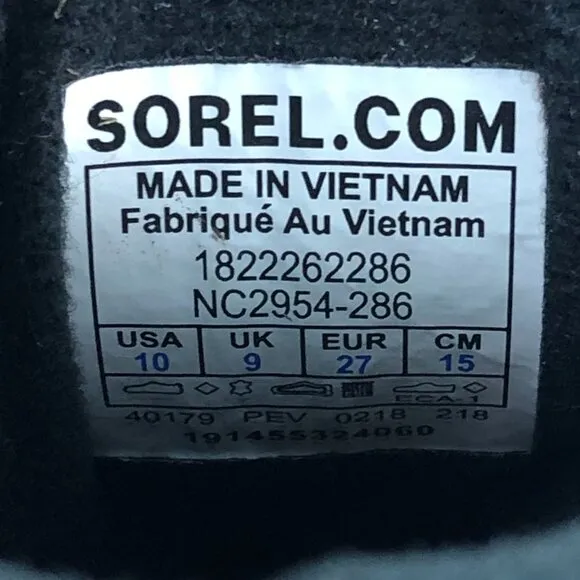 SOREL.COM
MADE IN VIETNAM
Fabriqué Au Vietnam
1822262286
NC2954-286
USA UK EUR CM
10 9 27 15
ECA-1
40179 PEV 0218 218
191455324060